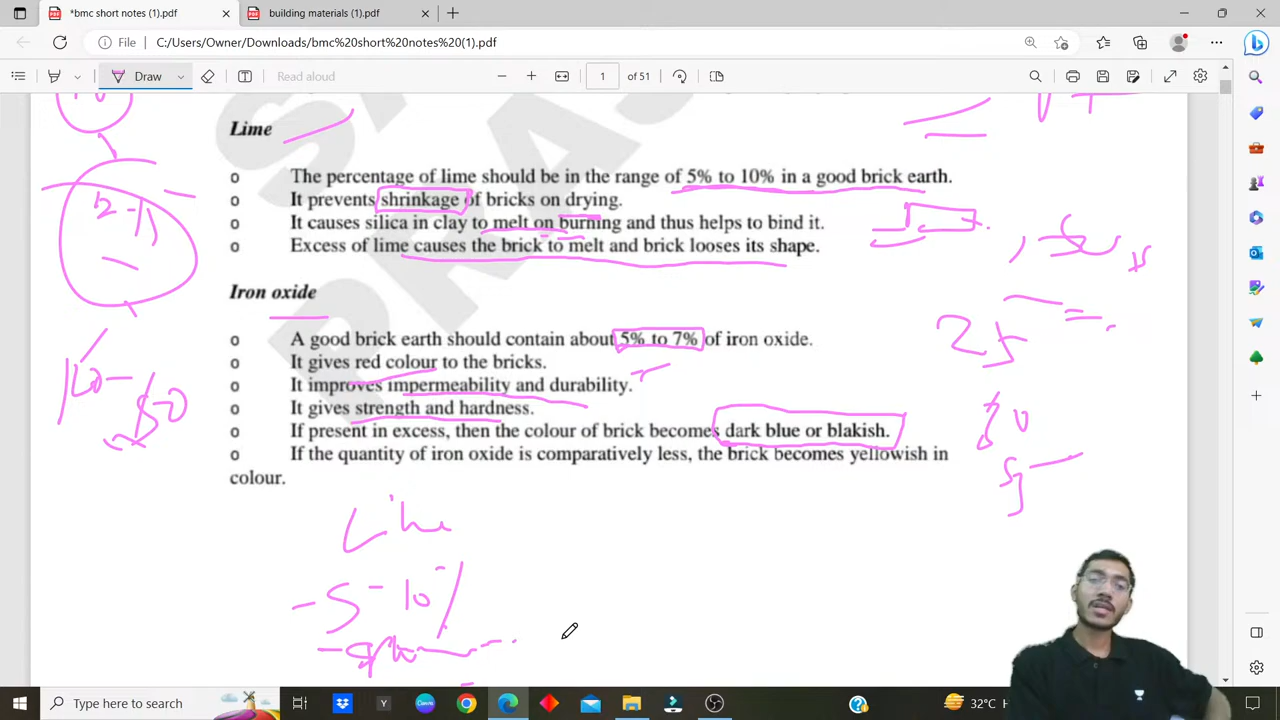 *bmc short notes (1).pdf
building materials (1).pdf
File
C:/Users/Owner/Downloads/bmc%20short%20notes%20(1).pdf
Draw
Read aloud
1 of 51
Lime
o The percentage of lime should be in the range of 5% to 10% in a good brick earth.
o It prevents shrinkage of bricks on drying.
o It causes silica in clay to melt on burning and thus helps to bind it.
o Excess of lime causes the brick to melt and brick looses its shape.
Iron oxide
o A good brick earth should contain about 5% to 7% of iron oxide.
o It gives red colour to the bricks.
o It improves impermeability and durability.
o It gives strength and hardness.
o If present in excess, then the colour of brick becomes dark blue or blakish.
o If the quantity of iron oxide is comparatively less, the brick becomes yellowish in
colour.
Lime
- 5 - 10%
Type here to search
32°C H